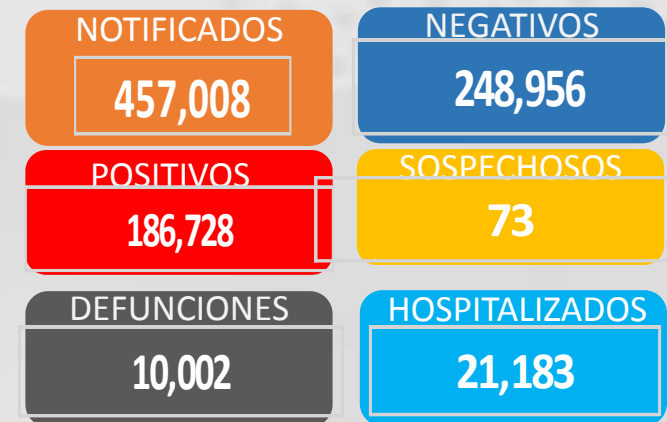 NOTIFICADOS
457,008
NEGATIVOS
248,956
POSITIVOS
186,728
SOSPECHOSOS
73
DEFUNCIONES
10,002
HOSPITALIZADOS
21,183